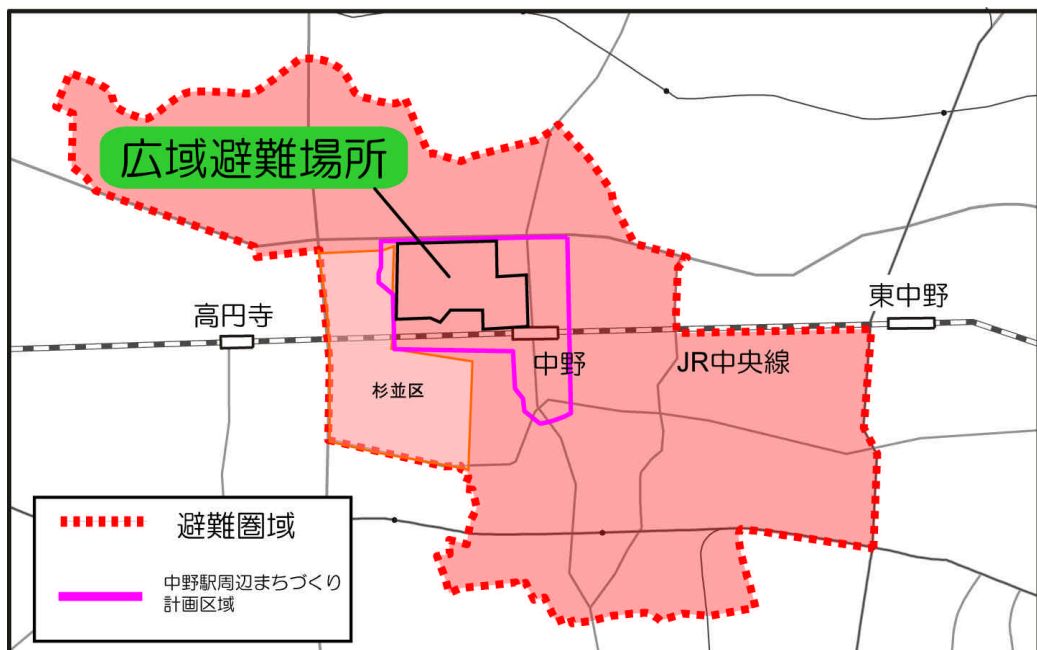 広域避難場所
高円寺
東中野
中野
JR中央線
杉並区
避難圏域
中野駅周辺まちづくり
計画区域